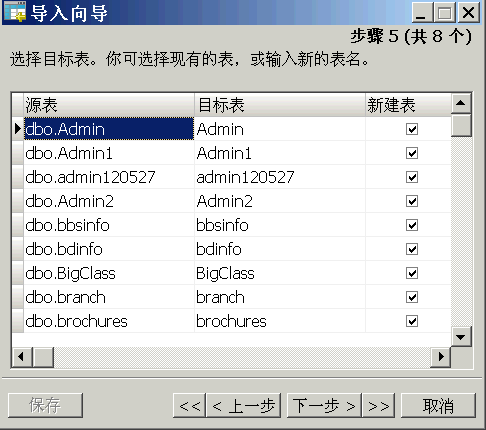 导入向导
步骤 5 (共 8 个)
选择目标表。你可选择现有的表，或输入新的表名。
源表 目标表 新建表
dbo.Admin Admin
dbo.Admin1 Admin1
dbo.admin120527 admin120527
dbo.Admin2 Admin2
dbo.bbsinfo bbsinfo
dbo.bdinfo bdinfo
dbo.BigClass BigClass
dbo.branch branch
dbo.brochures brochures
保存 << < 上一步 下一步 > >> 取消